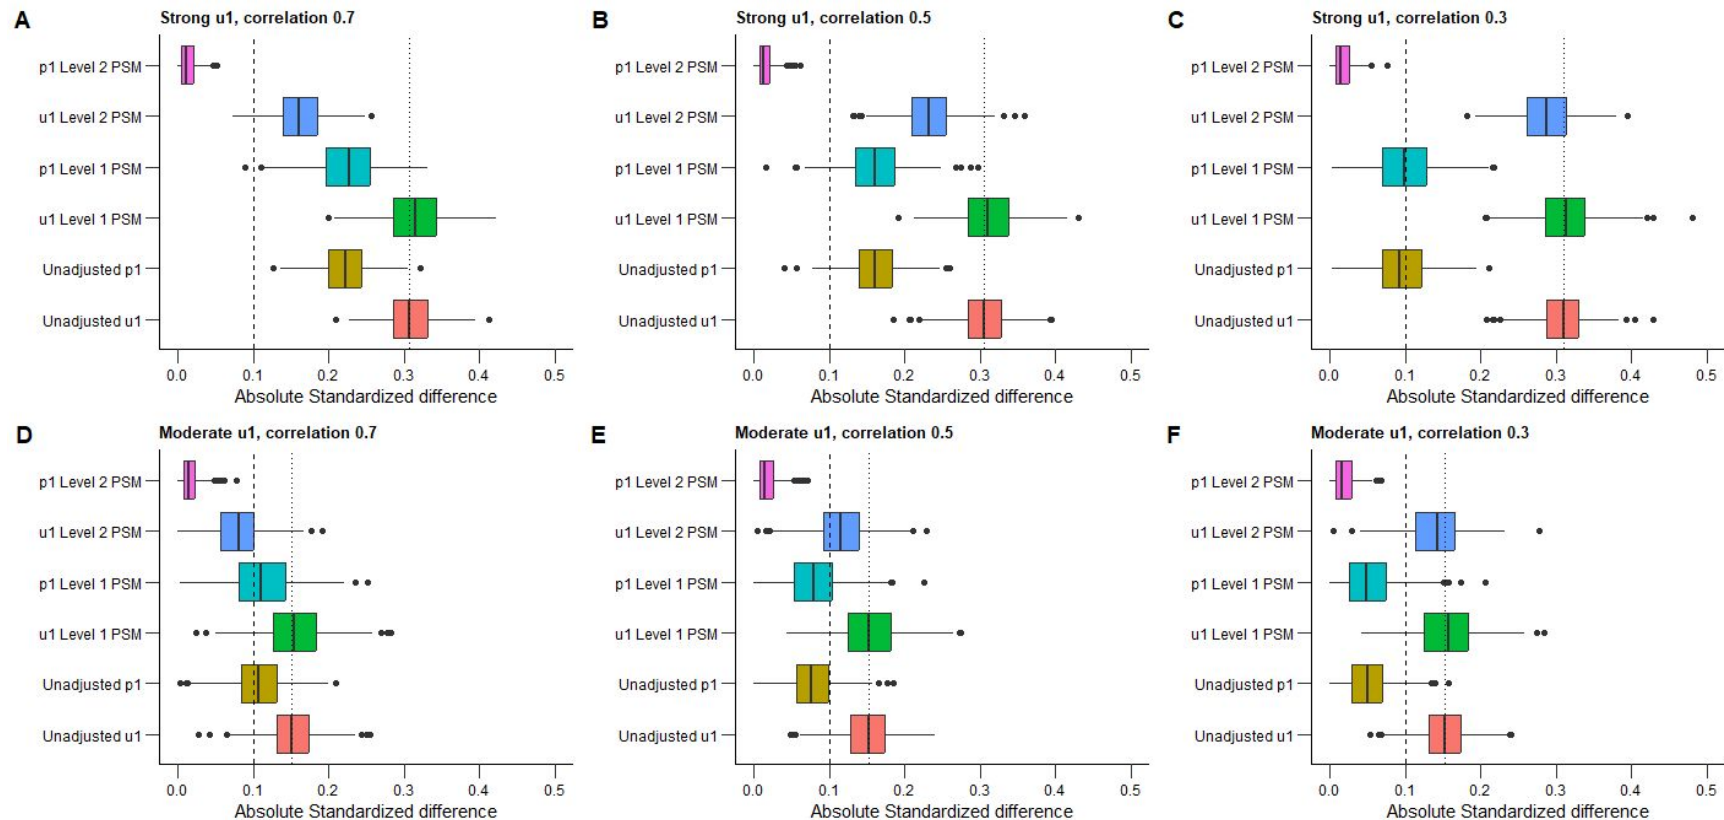 A Strong u1, correlation 0.7
p1 Level 2 PSM
u1 Level 2 PSM
p1 Level 1 PSM
u1 Level 1 PSM
Unadjusted p1
Unadjusted u1
0.0 0.1 0.2 0.3 0.4 0.5
Absolute Standardized difference
B Strong u1, correlation 0.5
p1 Level 2 PSM
u1 Level 2 PSM
p1 Level 1 PSM
u1 Level 1 PSM
Unadjusted p1
Unadjusted u1
0.0 0.1 0.2 0.3 0.4 0.5
Absolute Standardized difference
C Strong u1, correlation 0.3
p1 Level 2 PSM
u1 Level 2 PSM
p1 Level 1 PSM
u1 Level 1 PSM
Unadjusted p1
Unadjusted u1
0.0 0.1 0.2 0.3 0.4 0.5
Absolute Standardized difference
D Moderate u1, correlation 0.7
p1 Level 2 PSM
u1 Level 2 PSM
p1 Level 1 PSM
u1 Level 1 PSM
Unadjusted p1
Unadjusted u1
0.0 0.1 0.2 0.3 0.4 0.5
Absolute Standardized difference
E Moderate u1, correlation 0.5
p1 Level 2 PSM
u1 Level 2 PSM
p1 Level 1 PSM
u1 Level 1 PSM
Unadjusted p1
Unadjusted u1
0.0 0.1 0.2 0.3 0.4 0.5
Absolute Standardized difference
F Moderate u1, correlation 0.3
p1 Level 2 PSM
u1 Level 2 PSM
p1 Level 1 PSM
u1 Level 1 PSM
Unadjusted p1
Unadjusted u1
0.0 0.1 0.2 0.3 0.4 0.5
Absolute Standardized difference